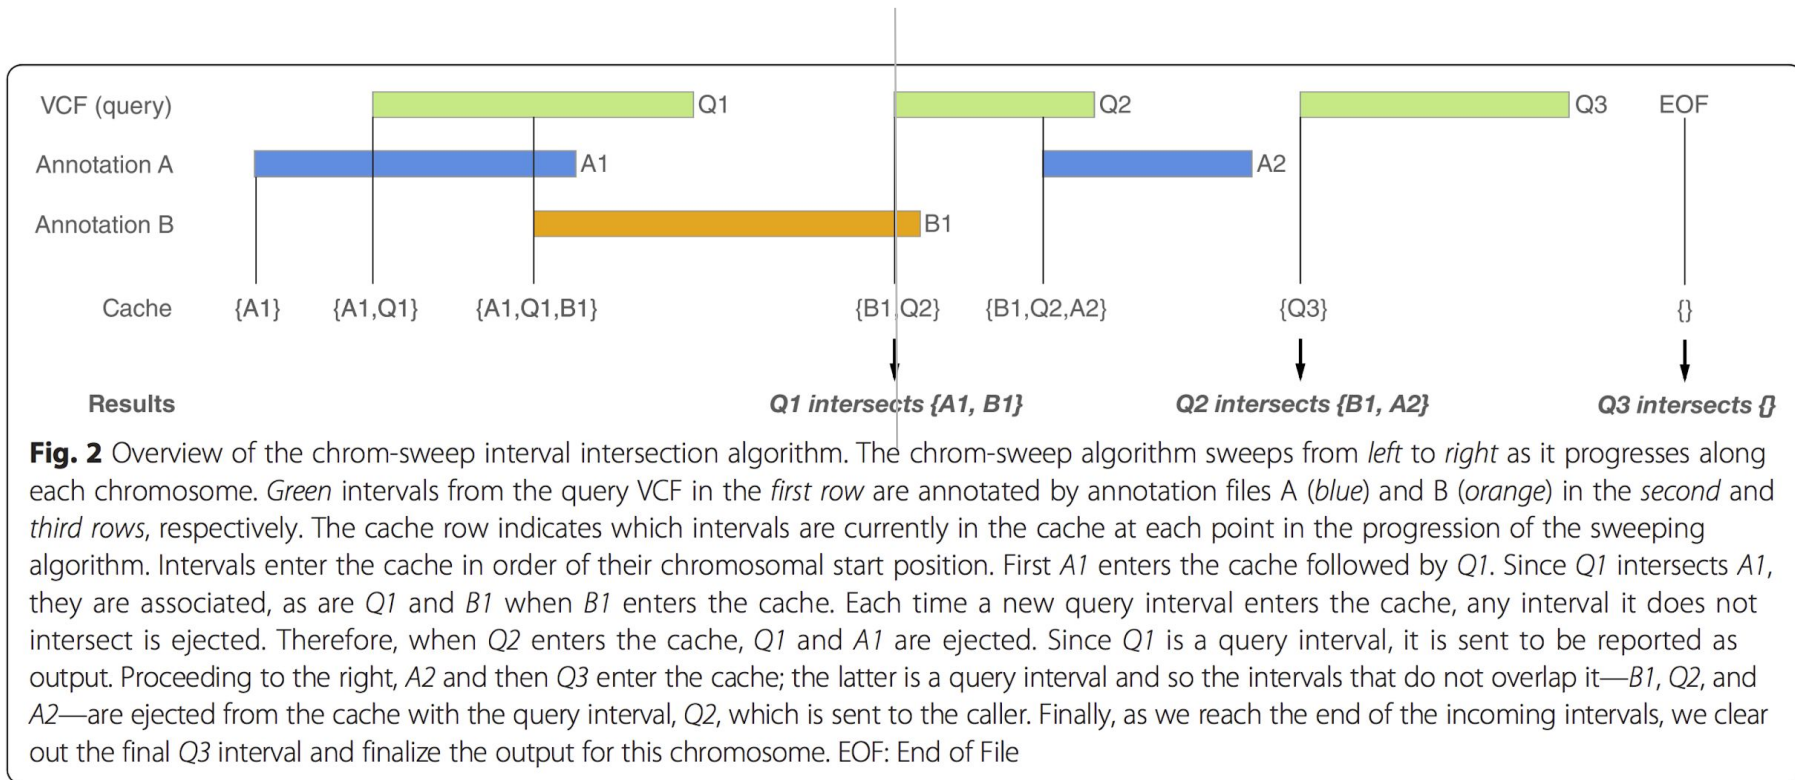 VCF (query) Q1 Q2 Q3 EOF
Annotation A A1 A2
Annotation B B1
Cache {A1} {A1,Q1} {A1,Q1,B1} {B1,Q2} {B1,Q2,A2} {Q3} {}
Results Q1 intersects {A1, B1} Q2 intersects {B1, A2} Q3 intersects {}
Fig. 2 Overview of the chrom-sweep interval intersection algorithm. The chrom-sweep algorithm sweeps from left to right as it progresses along
each chromosome. Green intervals from the query VCF in the first row are annotated by annotation files A (blue) and B (orange) in the second and
third rows, respectively. The cache row indicates which intervals are currently in the cache at each point in the progression of the sweeping
algorithm. Intervals enter the cache in order of their chromosomal start position. First A1 enters the cache followed by Q1. Since Q1 intersects A1,
they are associated, as are Q1 and B1 when B1 enters the cache. Each time a new query interval enters the cache, any interval it does not
intersect is ejected. Therefore, when Q2 enters the cache, Q1 and A1 are ejected. Since Q1 is a query interval, it is sent to be reported as
output. Proceeding to the right, A2 and then Q3 enter the cache; the latter is a query interval and so the intervals that do not overlap it—B1, Q2, and
A2—are ejected from the cache with the query interval, Q2, which is sent to the caller. Finally, as we reach the end of the incoming intervals, we clear
out the final Q3 interval and finalize the output for this chromosome. EOF: End of File